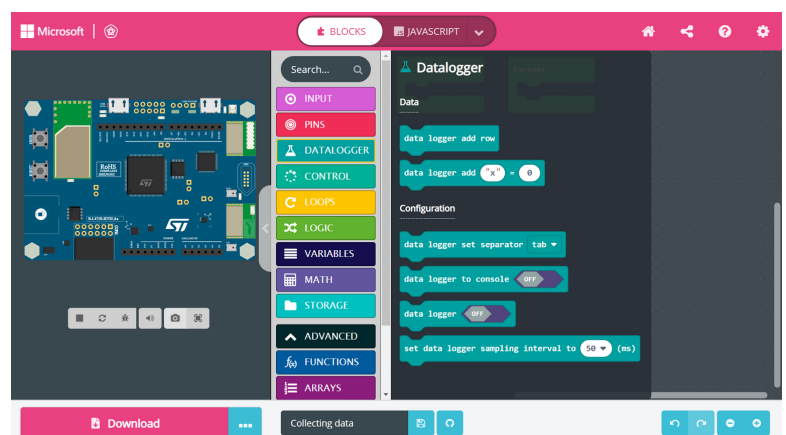 Microsoft
BLOCKS
JAVASCRIPT
Search...
INPUT
PINS
DATALOGGER
CONTROL
LOOPS
LOGIC
VARIABLES
MATH
STORAGE
ADVANCED
FUNCTIONS
ARRAYS
Datalogger
Data
data logger add row
data logger add "x" = 0
Configuration
data logger set separator tab
data logger to console OFF
data logger OFF
set data logger sampling interval to 50 (ms)
RoHS
Download
Collecting data